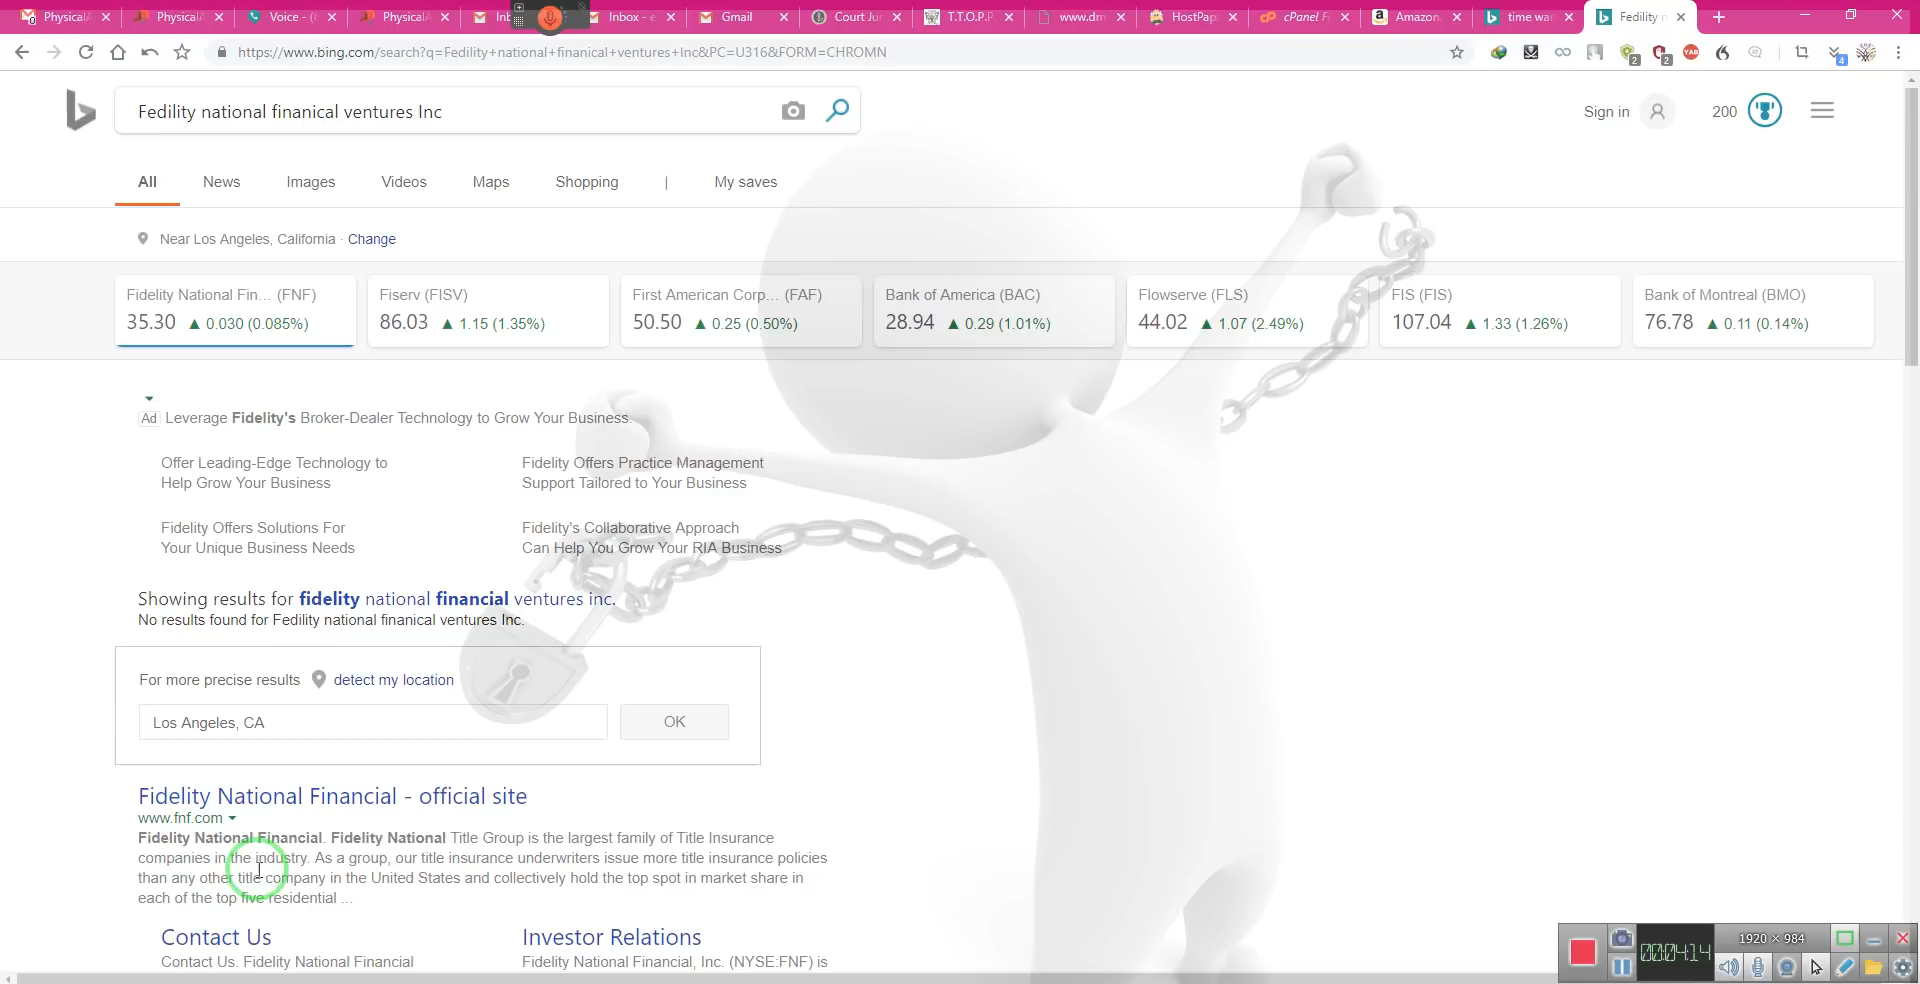 Physical
Physical
Voice - (
Physical
Inb
Inbox - e
Gmail
Court Ju
T.T.O.P.P
www.dm
HostPap
cPanel F
Amazon.
time wa
Fedility n
https://www.bing.com/search?q=Fedility+national+finanical+ventures+Inc&PC=U316&FORM=CHROMN
2
2
YAB
4
Fedility national finanical ventures Inc
Sign in
200
All
News
Images
Videos
Maps
Shopping
|
My saves
Near Los Angeles, California · Change
Fidelity National Fin... (FNF)
35.30 ▲ 0.030 (0.085%)
Fiserv (FISV)
86.03 ▲ 1.15 (1.35%)
First American Corp... (FAF)
50.50 ▲ 0.25 (0.50%)
Bank of America (BAC)
28.94 ▲ 0.29 (1.01%)
Flowserve (FLS)
44.02 ▲ 1.07 (2.49%)
FIS (FIS)
107.04 ▲ 1.33 (1.26%)
Bank of Montreal (BMO)
76.78 ▲ 0.11 (0.14%)
Ad Leverage Fidelity's Broker-Dealer Technology to Grow Your Business.
Offer Leading-Edge Technology to
Help Grow Your Business
Fidelity Offers Practice Management
Support Tailored to Your Business
Fidelity Offers Solutions For
Your Unique Business Needs
Fidelity's Collaborative Approach
Can Help You Grow Your RIA Business
Showing results for fidelity national financial ventures inc.
No results found for Fedility national finanical ventures Inc.
For more precise results detect my location
Los Angeles, CA
OK
Fidelity National Financial - official site
www.fnf.com
Fidelity National Financial. Fidelity National Title Group is the largest family of Title Insurance
companies in the industry. As a group, our title insurance underwriters issue more title insurance policies
than any other title company in the United States and collectively hold the top spot in market share in
each of the top five residential ...
Contact Us
Contact Us. Fidelity National Financial
Investor Relations
Fidelity National Financial, Inc. (NYSE:FNF) is
00:04:14
1920 × 984